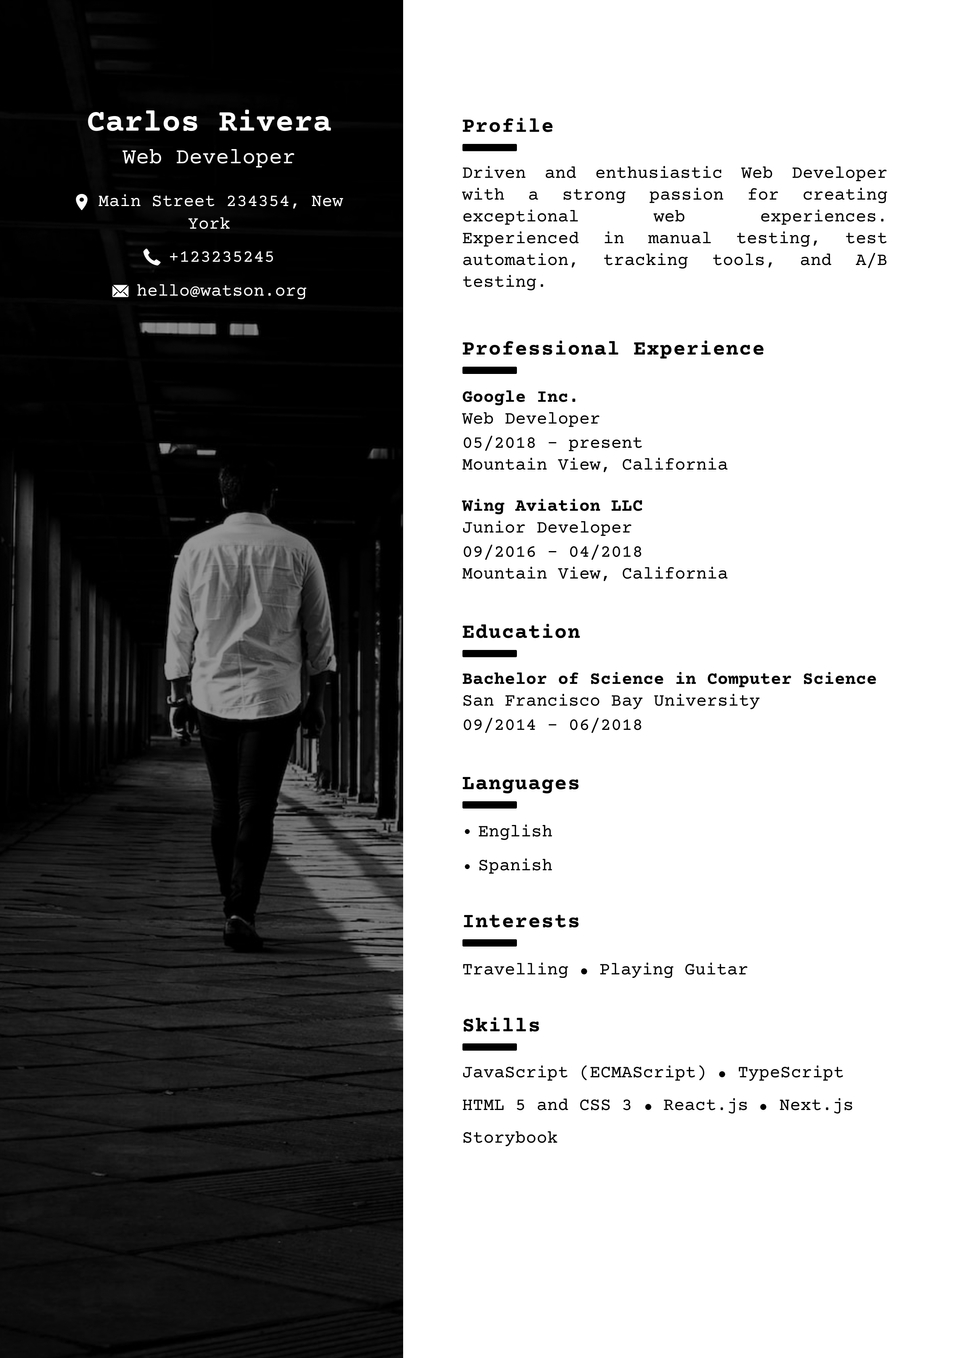 Carlos Rivera
Web Developer
Main Street 234354, New
York
+123235245
hello@watson.org
Profile
Driven and enthusiastic Web Developer
with a strong passion for creating
exceptional web experiences.
Experienced in manual testing, test
automation, tracking tools, and A/B
testing.
Professional Experience
Google Inc.
Web Developer
05/2018 – present
Mountain View, California
Wing Aviation LLC
Junior Developer
09/2016 – 04/2018
Mountain View, California
Education
Bachelor of Science in Computer Science
San Francisco Bay University
09/2014 – 06/2018
Languages
• English
• Spanish
Interests
Travelling • Playing Guitar
Skills
JavaScript (ECMAScript) • TypeScript
HTML 5 and CSS 3 • React.js • Next.js
Storybook